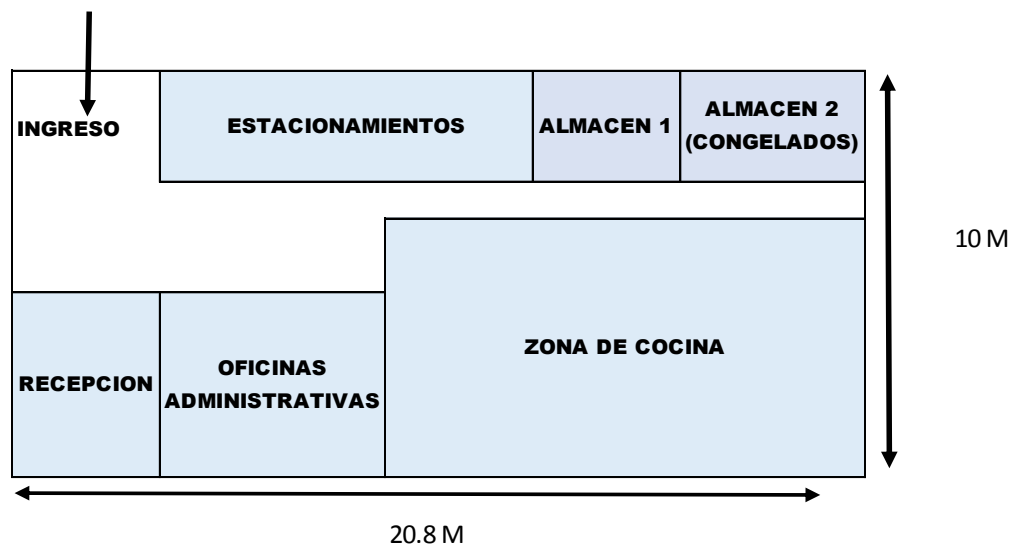 INGRESO
ESTACIONAMIENTOS
ALMACEN 1
ALMACEN 2
(CONGELADOS)
10 M
ZONA DE COCINA
RECEPCION
OFICINAS
ADMINISTRATIVAS
20.8 M